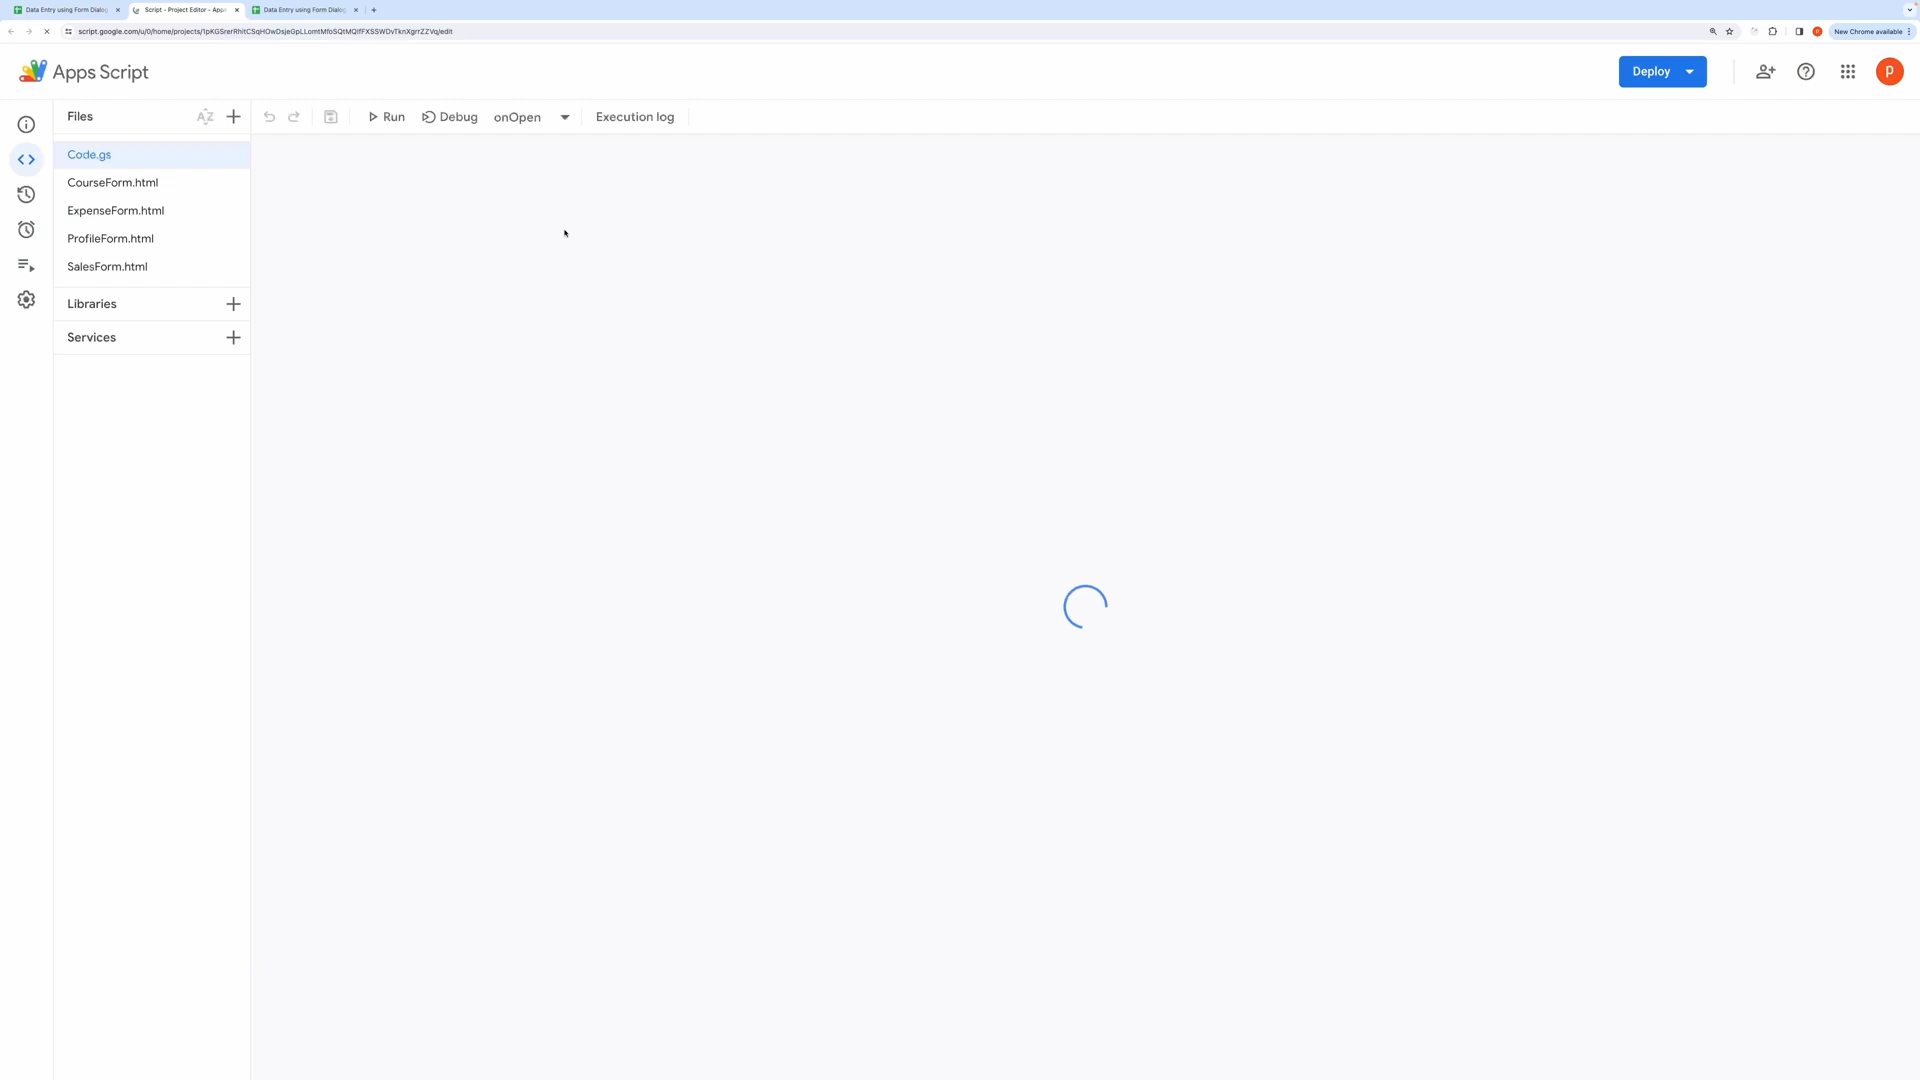 Data Entry using Form Dialog
Script - Project Editor - Apps
Data Entry using Form Dialog
script.google.com/u/0/home/projects/1pKGSrerRhitCSqHOwDsjeGpLLomtMfoSQtMQIfFXSSWDvTknXgrrZZVq/edit
New Chrome available
Apps Script
Deploy
P
Files
AZ
Run
Debug
onOpen
Execution log
Code.gs
CourseForm.html
ExpenseForm.html
ProfileForm.html
SalesForm.html
Libraries
Services